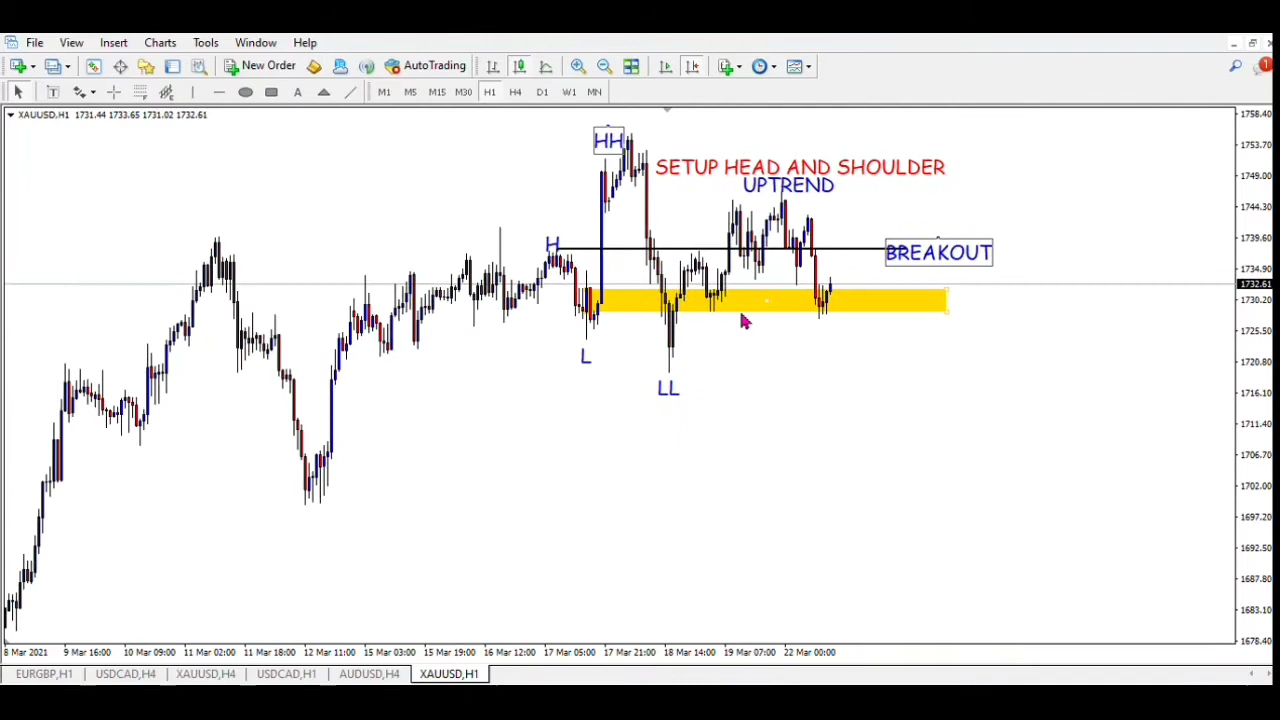 File View Insert Charts Tools Window Help
New Order AutoTrading
1
T A M1 M5 M15 M30 H1 H4 D1 W1 MN
XAUUSD,H1 1731.44 1733.65 1731.02 1732.61
HH
SETUP HEAD AND SHOULDER
UPTREND
H
BREAKOUT
L
LL
1758.40
1753.70
1749.00
1744.30
1739.60
1734.90
1732.61
1730.20
1725.50
1720.80
1716.10
1711.40
1706.70
1702.00
1697.20
1692.50
1687.80
1683.10
1678.40
8 Mar 2021 9 Mar 16:00 10 Mar 09:00 11 Mar 02:00 11 Mar 18:00 12 Mar 11:00 15 Mar 03:00 15 Mar 19:00 16 Mar 12:00 17 Mar 05:00 17 Mar 21:00 18 Mar 14:00 19 Mar 07:00 22 Mar 00:00
EURGBP,H1 USDCAD,H4 XAUUSD,H4 USDCAD,H1 AUDUSD,H4 XAUUSD,H1